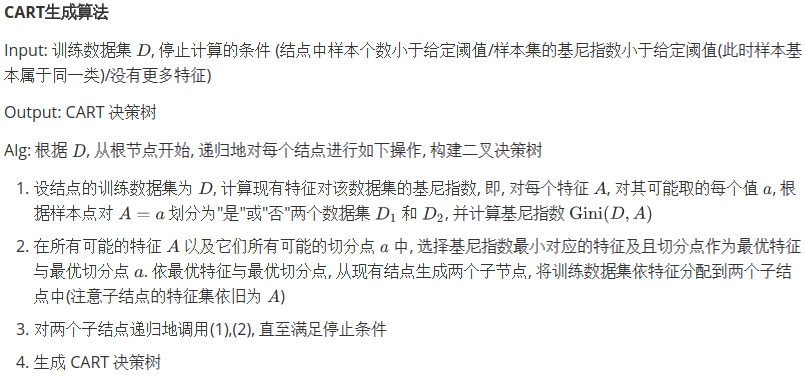 CART生成算法
Input: 训练数据集 D, 停止计算的条件 (结点中样本个数小于给定阈值/样本集的基尼指数小于给定阈值(此时样本基
本属于同一类)/没有更多特征)
Output: CART 决策树
Alg: 根据 D, 从根节点开始, 递归地对每个结点进行如下操作, 构建二叉决策树
1. 设结点的训练数据集为 D, 计算现有特征对该数据集的基尼指数, 即, 对每个特征 A, 对其可能取的每个值 a, 根
据样本点对 A = a 划分为"是"或"否"两个数据集 D₁ 和 D₂, 并计算基尼指数 Gini(D, A)
2. 在所有可能的特征 A 以及它们所有可能的切分点 a 中, 选择基尼指数最小对应的特征及且切分点作为最优特征
与最优切分点 a. 依最优特征与最优切分点, 从现有结点生成两个子节点, 将训练数据集依特征分配到两个子结
点中(注意子结点的特征集依旧为 A)
3. 对两个子结点递归地调用(1),(2), 直至满足停止条件
4. 生成 CART 决策树